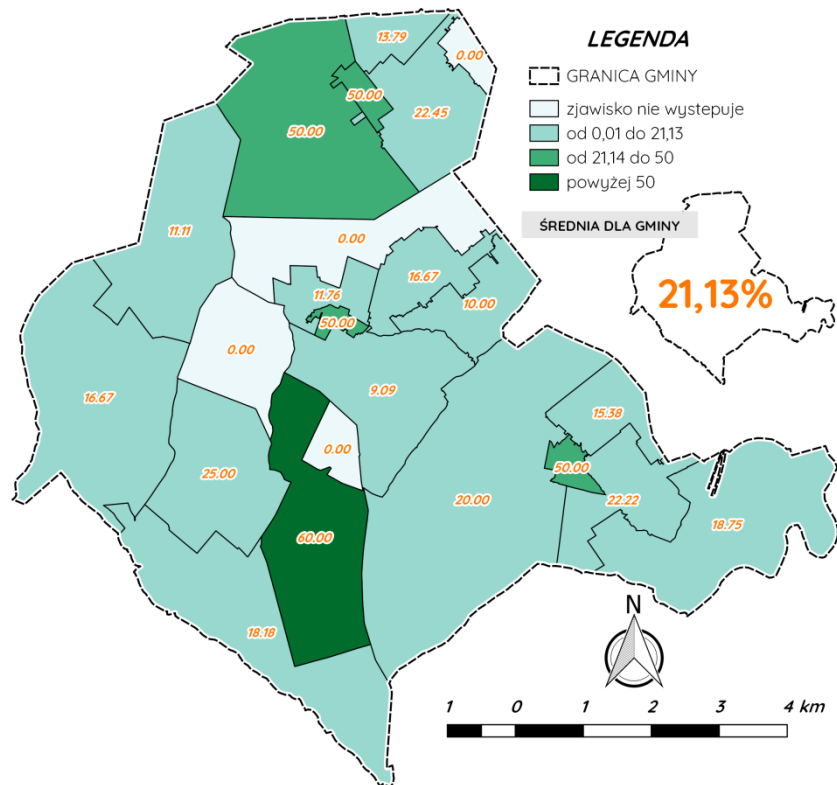 13.79
0.00
LEGENDA
GRANICA GMINY
50.00
22.45
50.00
zjawisko nie wystepuje
od 0,01 do 21,13
od 21,14 do 50
powyżej 50
ŚREDNIA DLA GMINY
11.11
0.00
16.67
11.76
10.00
21,13%
50.00
0.00
9.09
16.67
15.38
0.00
25.00
50.00
20.00
22.22
18.75
60.00
18.18
N
1 0 1 2 3 4 km